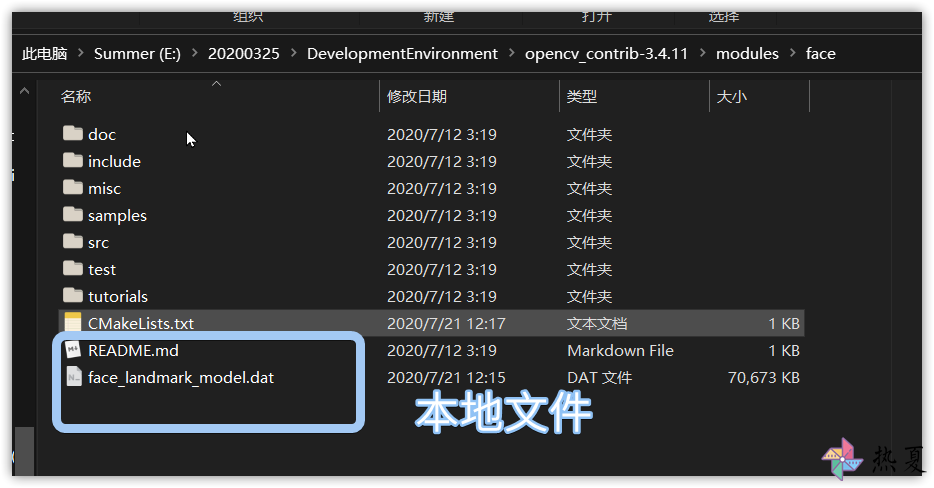 组织 新建 打开 选择
此电脑 > Summer (E:) > 20200325 > DevelopmentEnvironment > opencv_contrib-3.4.11 > modules > face
名称 修改日期 类型 大小
doc 2020/7/12 3:19 文件夹
include 2020/7/12 3:19 文件夹
misc 2020/7/12 3:19 文件夹
samples 2020/7/12 3:19 文件夹
src 2020/7/12 3:19 文件夹
test 2020/7/12 3:19 文件夹
tutorials 2020/7/12 3:19 文件夹
CMakeLists.txt 2020/7/21 12:17 文本文档 1 KB
README.md 2020/7/12 3:19 Markdown File 1 KB
face_landmark_model.dat 2020/7/21 12:15 DAT 文件 70,673 KB
本地文件
热夏